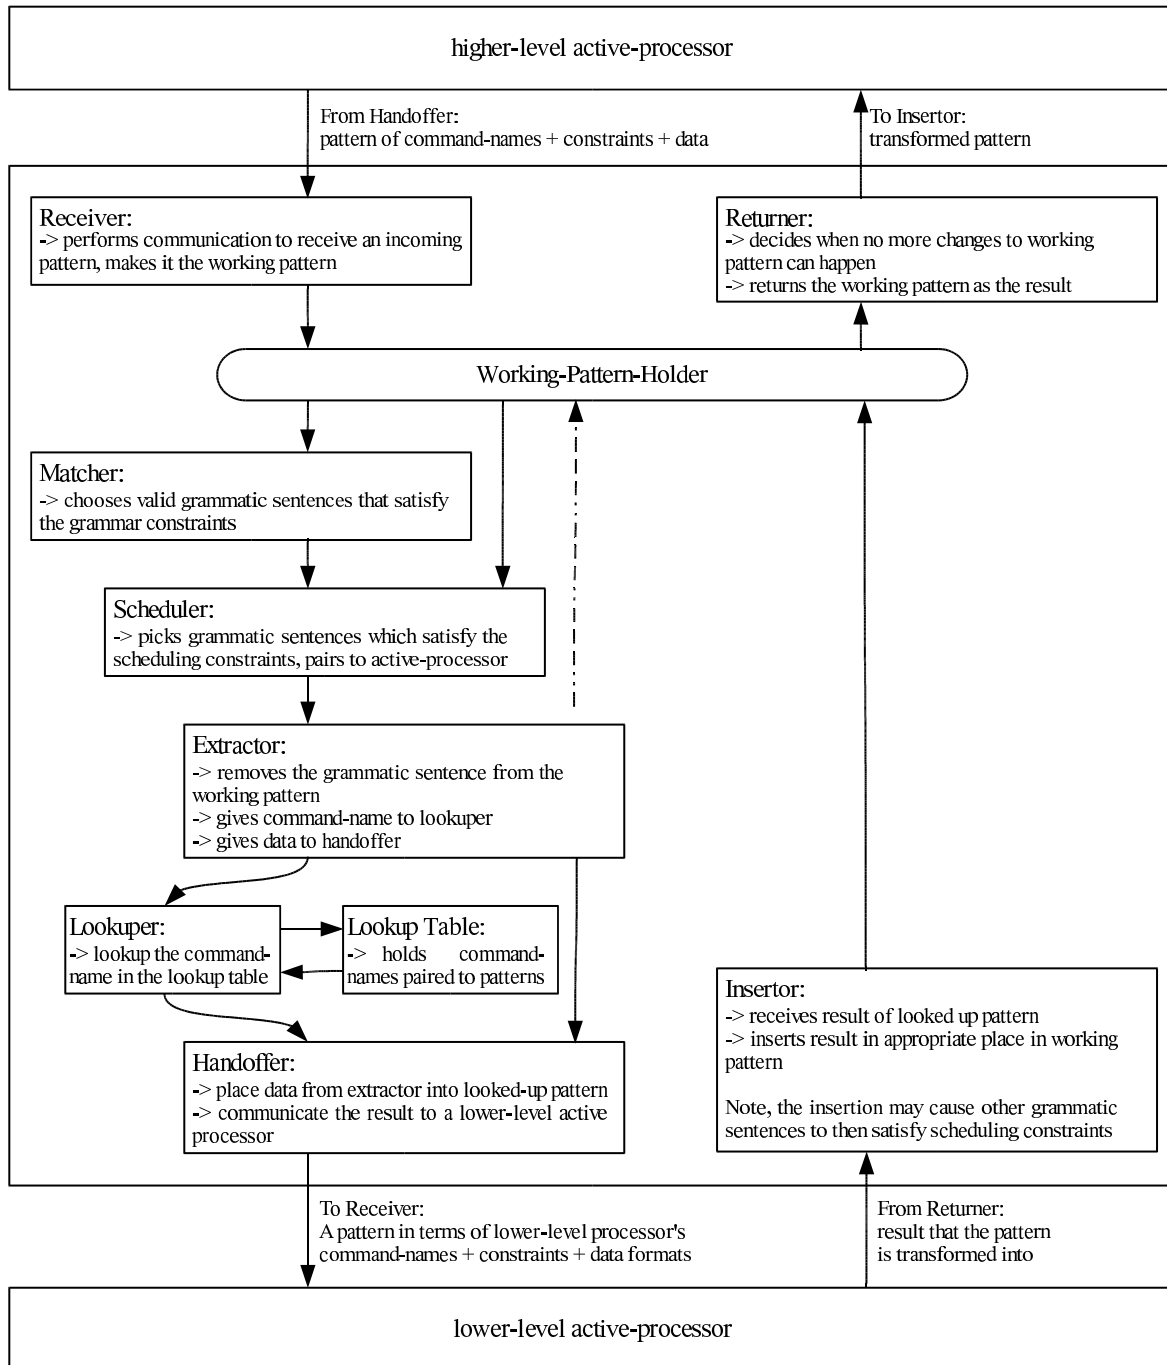 higher-level active-processor
From Handoffer:
pattern of command-names + constraints + data
To Insertor:
transformed pattern
Receiver:
-> performs communication to receive an incoming
pattern, makes it the working pattern
Returner:
-> decides when no more changes to working
pattern can happen
-> returns the working pattern as the result
Working-Pattern-Holder
Matcher:
-> chooses valid grammatic sentences that satisfy
the grammar constraints
Scheduler:
-> picks grammatic sentences which satisfy the
scheduling constraints, pairs to active-processor
Extractor:
-> removes the grammatic sentence from the
working pattern
-> gives command-name to lookuper
-> gives data to handoffer
Lookuper:
-> lookup the command-
name in the lookup table
Lookup Table:
-> holds command-
names paired to patterns
Insertor:
-> receives result of looked up pattern
-> inserts result in appropriate place in working
pattern
Note, the insertion may cause other grammatic
sentences to then satisfy scheduling constraints
Handoffer:
-> place data from extractor into looked-up pattern
-> communicate the result to a lower-level active
processor
To Receiver:
A pattern in terms of lower-level processor's
command-names + constraints + data formats
From Returner:
result that the pattern
is transformed into
lower-level active-processor